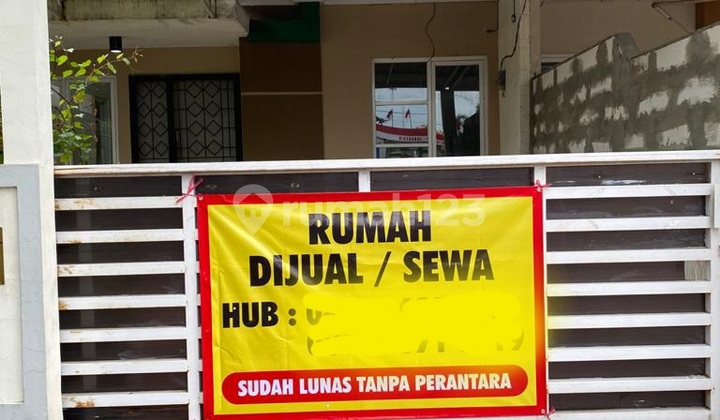 rumah123
RUMAH
DIJUAL / SEWA
HUB :
SUDAH LUNAS TANPA PERANTARA